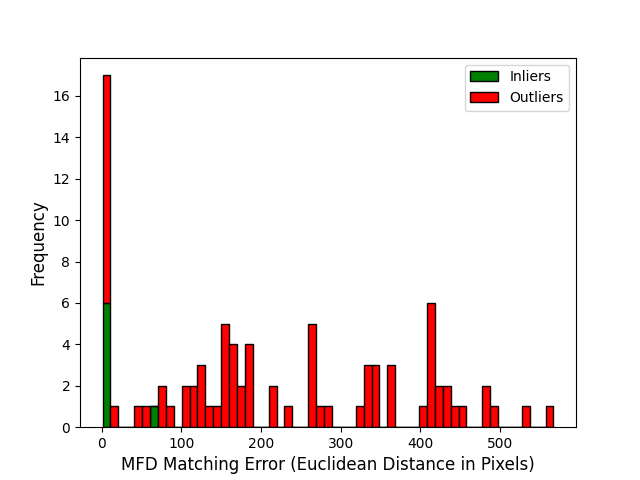 Inliers
Outliers
16
14
12
10
8
6
4
2
0
Frequency
0 100 200 300 400 500
MFD Matching Error (Euclidean Distance in Pixels)